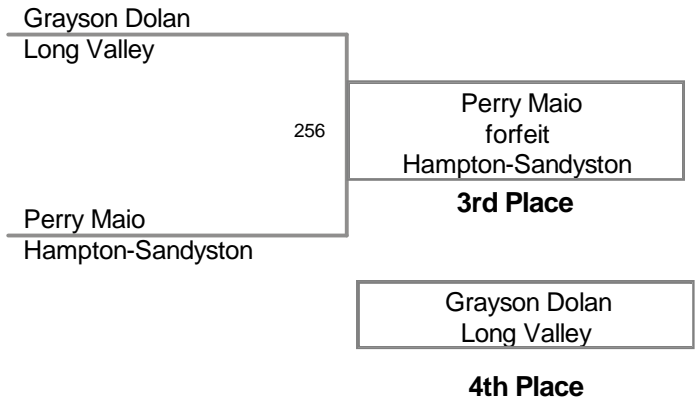 Grayson Dolan
Long Valley
256
Perry Maio
forfeit
Hampton-Sandyston
3rd Place
Perry Maio
Hampton-Sandyston
Grayson Dolan
Long Valley
4th Place